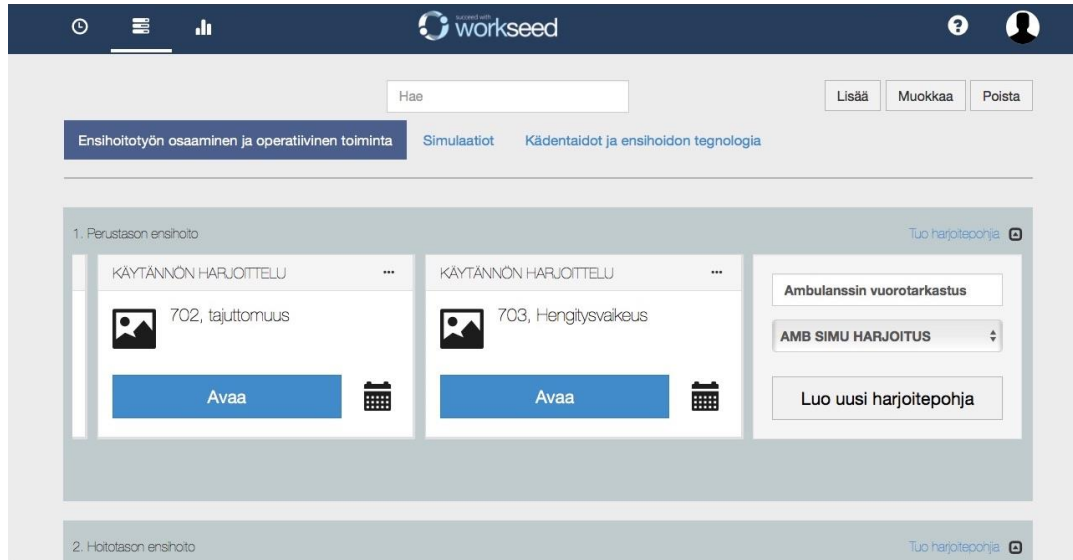 succeed with
workseed
Hae
Lisää Muokkaa Poista
Ensihoitotyön osaaminen ja operatiivinen toiminta Simulaatiot Kädentaidot ja ensihoidon tegnologia
1. Perustason ensihoito Tuo harjoitepohja
KÄYTÄNNÖN HARJOITTELU
702, tajuttomuus
Avaa
KÄYTÄNNÖN HARJOITTELU
703, Hengitysvaikeus
Avaa
Ambulanssin vuorotarkastus
AMB SIMU HARJOITUS
Luo uusi harjoitepohja
2. Hoitotason ensihoito Tuo harjoitepohja